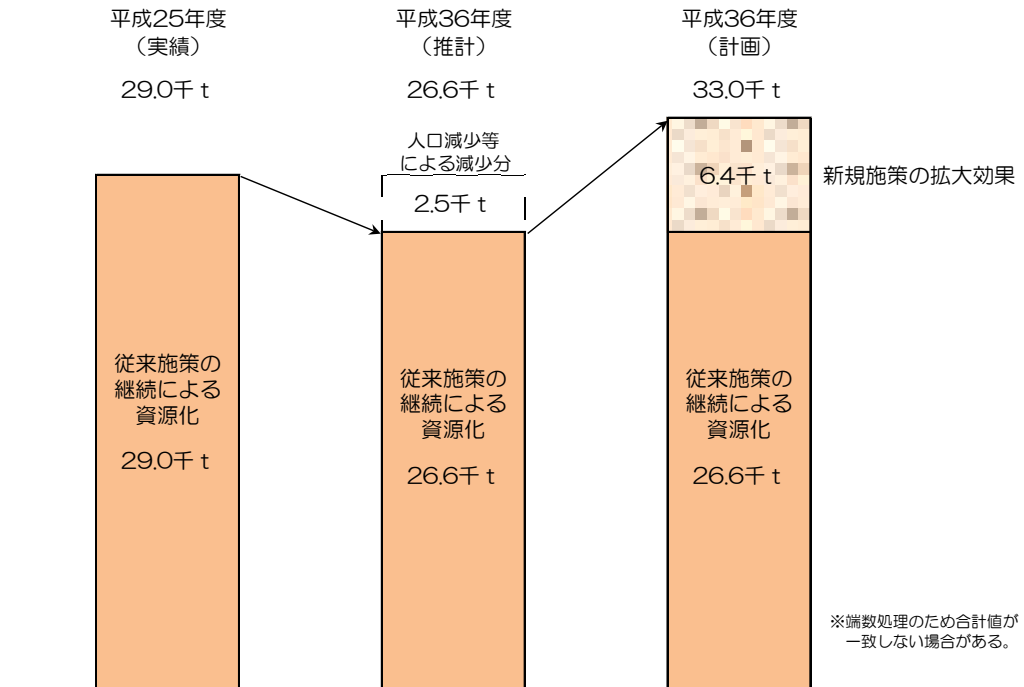 平成25年度
（実績）
29.0千ｔ
平成36年度
（推計）
26.6千ｔ
平成36年度
（計画）
33.0千ｔ
人口減少等
による減少分
2.5千ｔ
6.4千ｔ
新規施策の拡大効果
従来施策の
継続による
資源化
29.0千ｔ
従来施策の
継続による
資源化
26.6千ｔ
従来施策の
継続による
資源化
26.6千ｔ
※端数処理のため合計値が
一致しない場合がある。